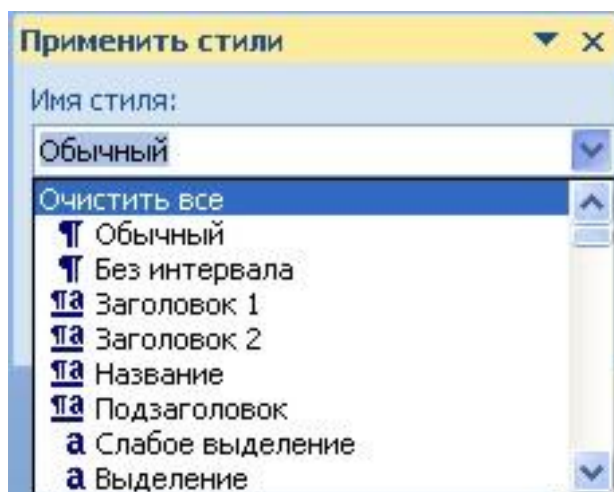 Применить стили
Имя стиля:
Обычный
Очистить все
¶ Обычный
¶ Без интервала
¶a Заголовок 1
¶a Заголовок 2
¶a Название
¶a Подзаголовок
a Слабое выделение
a Выделение